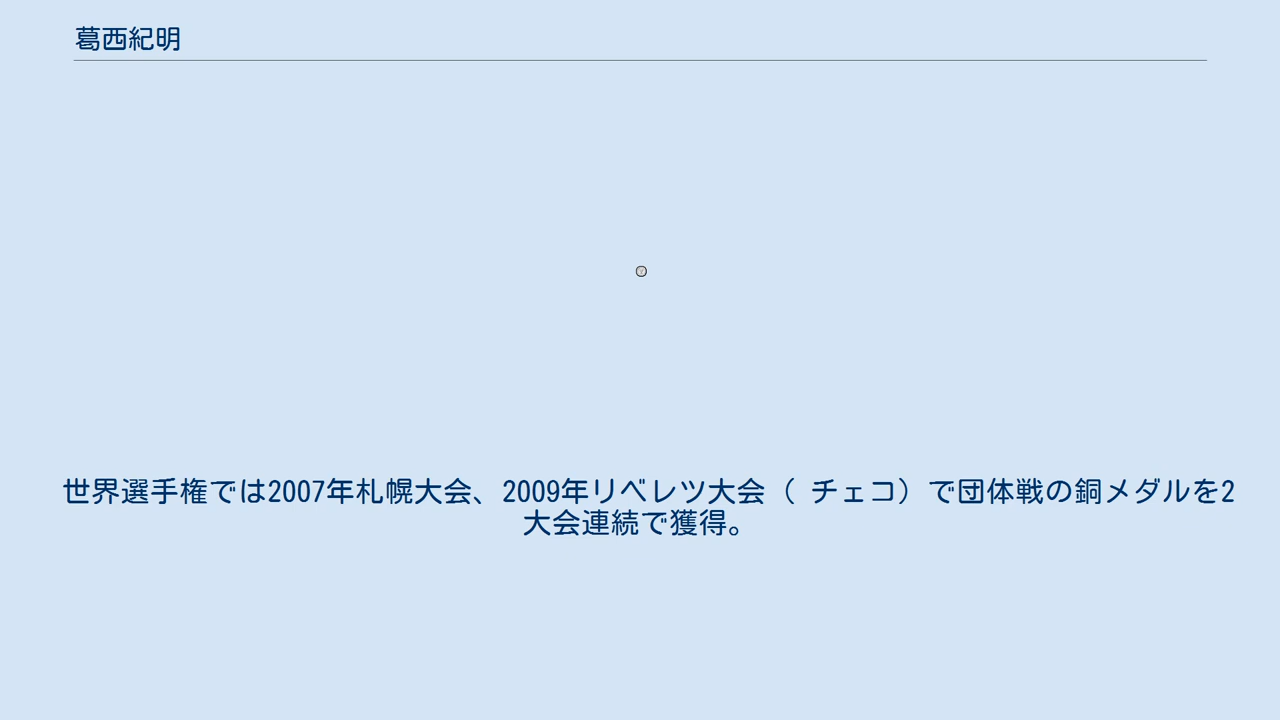 葛西紀明
世界選手権では2007年札幌大会、2009年リベレツ大会（ チェコ）で団体戦の銅メダルを2
大会連続で獲得。